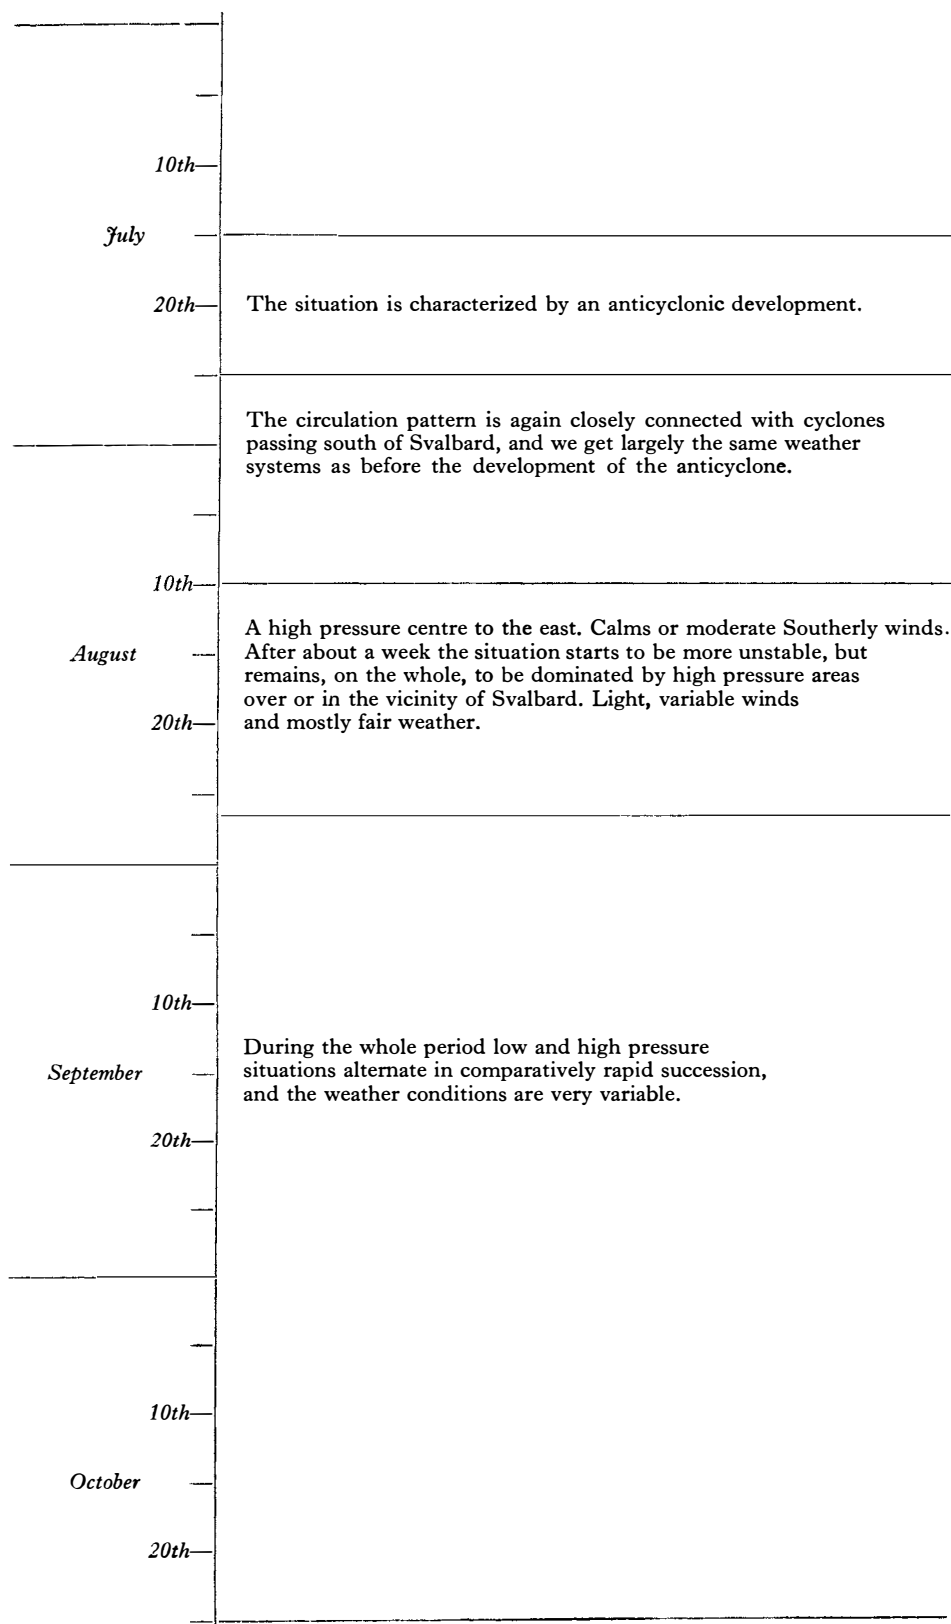 10th
July
20th
The situation is characterized by an anticyclonic development.
The circulation pattern is again closely connected with cyclones
passing south of Svalbard, and we get largely the same weather
systems as before the development of the anticyclone.
10th
A high pressure centre to the east. Calms or moderate Southerly winds.
After about a week the situation starts to be more unstable, but
August
remains, on the whole, to be dominated by high pressure areas
over or in the vicinity of Svalbard. Light, variable winds
20th
and mostly fair weather.
10th
During the whole period low and high pressure
September
situations alternate in comparatively rapid succession,
and the weather conditions are very variable.
20th
10th
October
20th